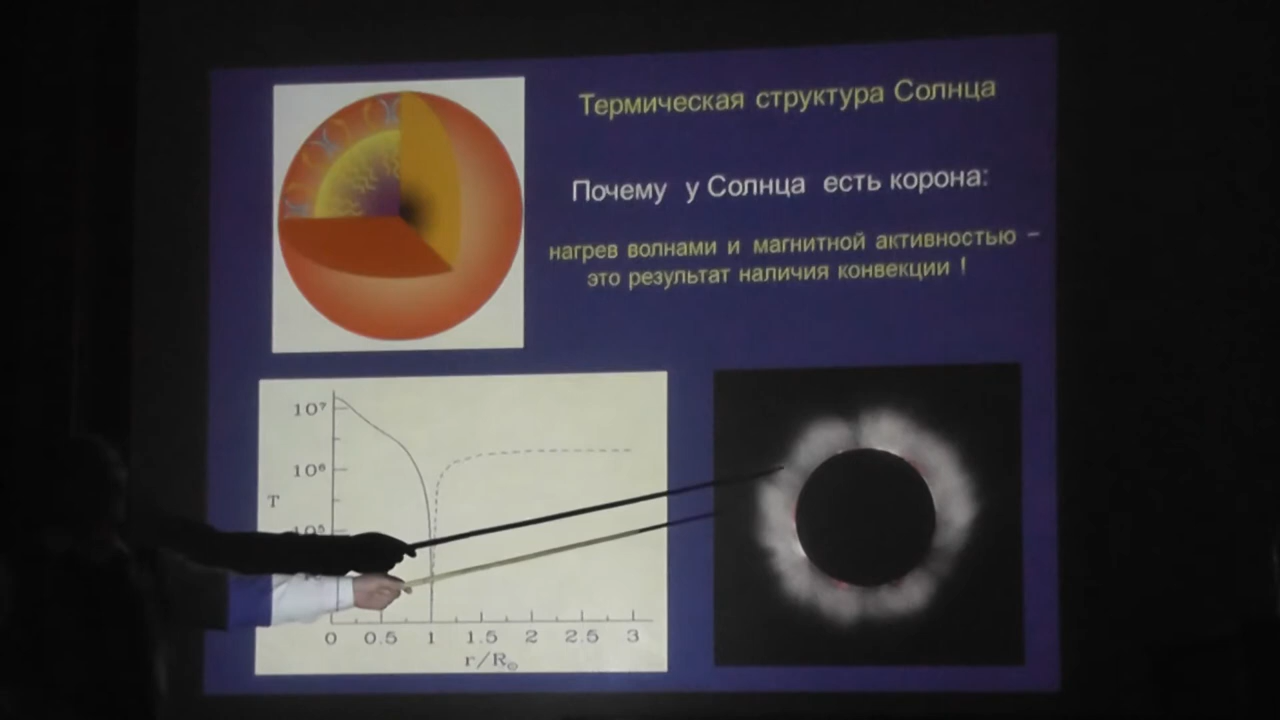 Термическая структура Солнца
Почему у Солнца есть корона:
нагрев волнами и магнитной активностью –
это результат наличия конвекции !
10⁷
10⁶
T
10⁵
0 0.5 1 1.5 2 2.5 3
r/R⊙